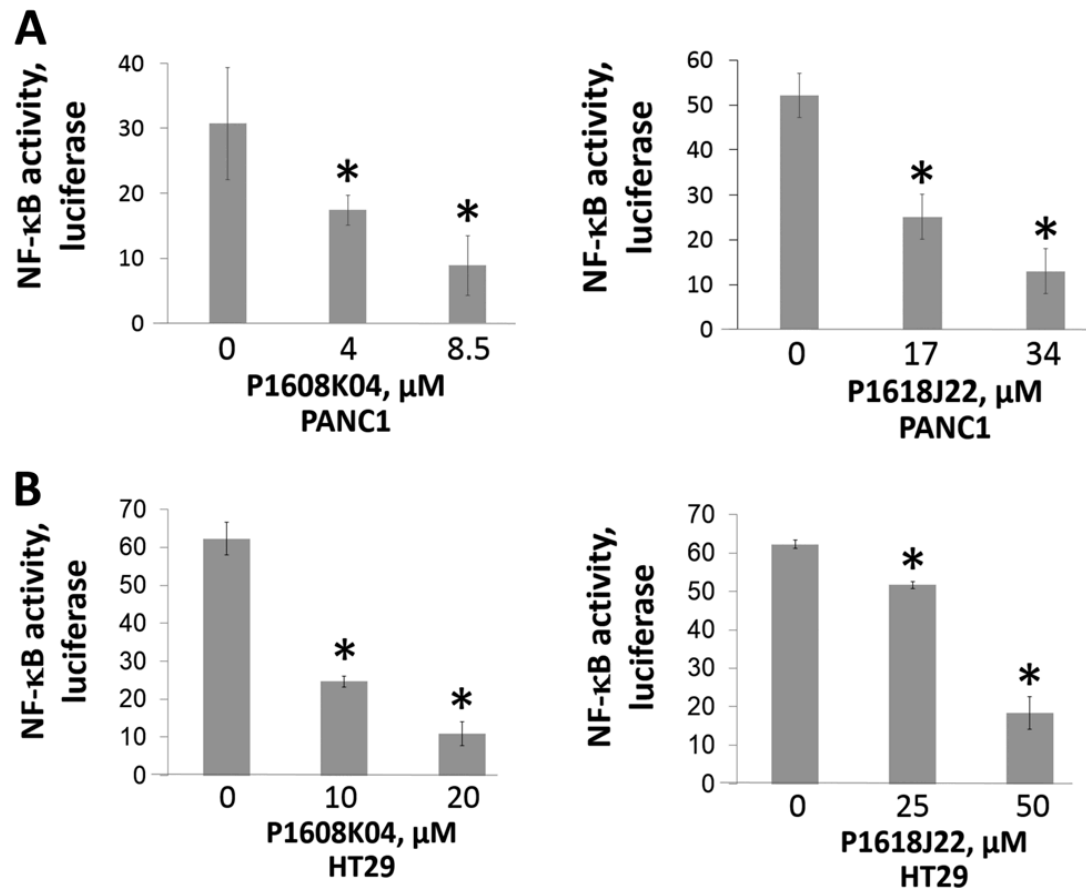 A
NF-κB activity,
luciferase
40
30
20
10
0
*
*
0 4 8.5
P1608K04, μM
PANC1
NF-κB activity,
luciferase
60
50
40
30
20
10
0
*
*
0 17 34
P1618J22, μM
PANC1
B
NF-κB activity,
luciferase
70
60
50
40
30
20
10
0
*
*
0 10 20
P1608K04, μM
HT29
NF-κB activity,
luciferase
70
60
50
40
30
20
10
0
*
*
0 25 50
P1618J22, μM
HT29